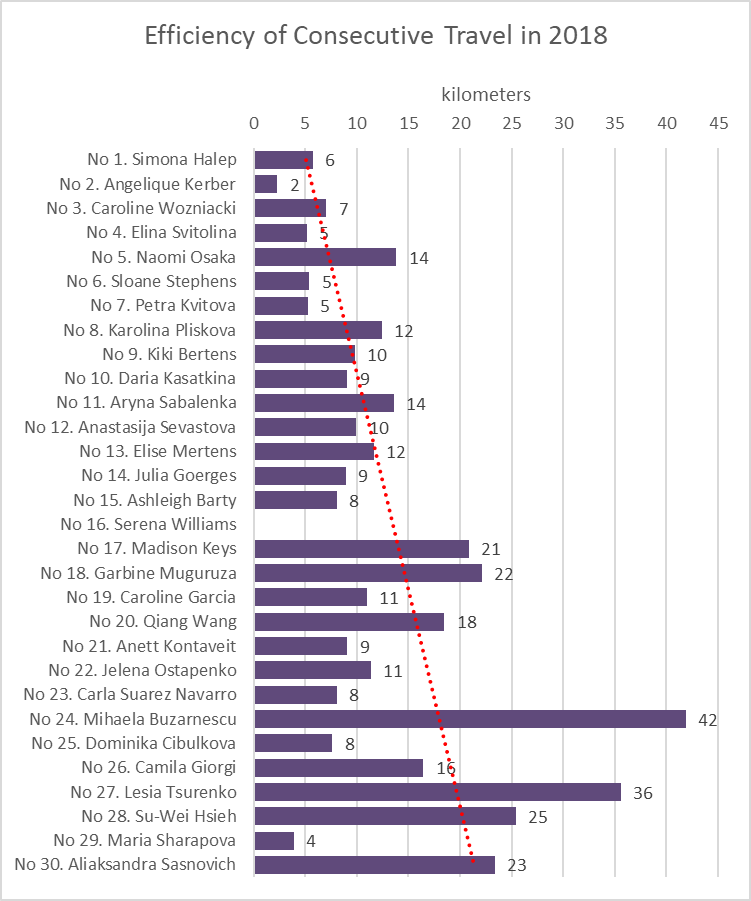 Efficiency of Consecutive Travel in 2018
kilometers
0 5 10 15 20 25 30 35 40 45
No 1. Simona Halep 6
No 2. Angelique Kerber 2
No 3. Caroline Wozniacki 7
No 4. Elina Svitolina 5
No 5. Naomi Osaka 14
No 6. Sloane Stephens 5
No 7. Petra Kvitova 5
No 8. Karolina Pliskova 12
No 9. Kiki Bertens 10
No 10. Daria Kasatkina 9
No 11. Aryna Sabalenka 14
No 12. Anastasija Sevastova 10
No 13. Elise Mertens 12
No 14. Julia Goerges 9
No 15. Ashleigh Barty 8
No 16. Serena Williams
No 17. Madison Keys 21
No 18. Garbine Muguruza 22
No 19. Caroline Garcia 11
No 20. Qiang Wang 18
No 21. Anett Kontaveit 9
No 22. Jelena Ostapenko 11
No 23. Carla Suarez Navarro 8
No 24. Mihaela Buzarnescu 42
No 25. Dominika Cibulkova 8
No 26. Camila Giorgi 16
No 27. Lesia Tsurenko 36
No 28. Su-Wei Hsieh 25
No 29. Maria Sharapova 4
No 30. Aliaksandra Sasnovich 23